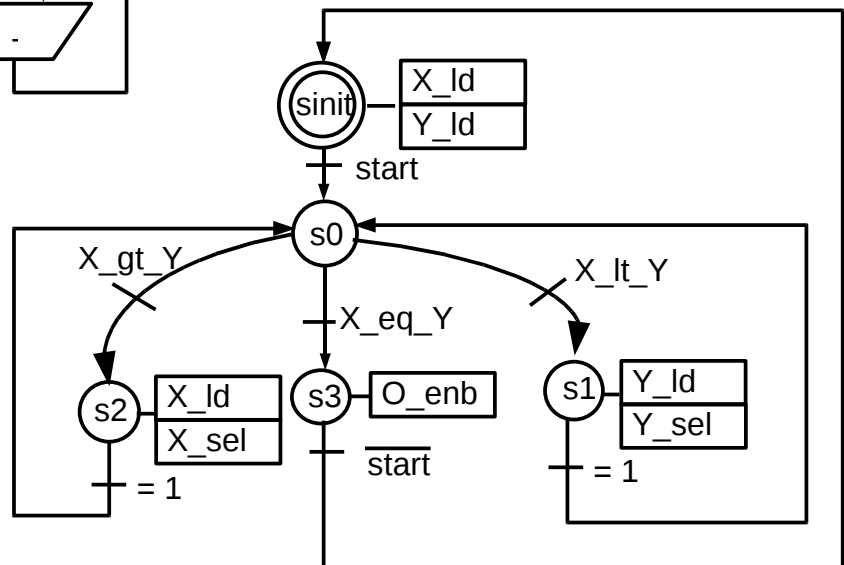 -
X_ld
sinit
Y_ld
start
s0
X_gt_Y
X_lt_Y
X_eq_Y
s2
X_ld
X_sel
s3
O_enb
s1
Y_ld
Y_sel
start
= 1
= 1